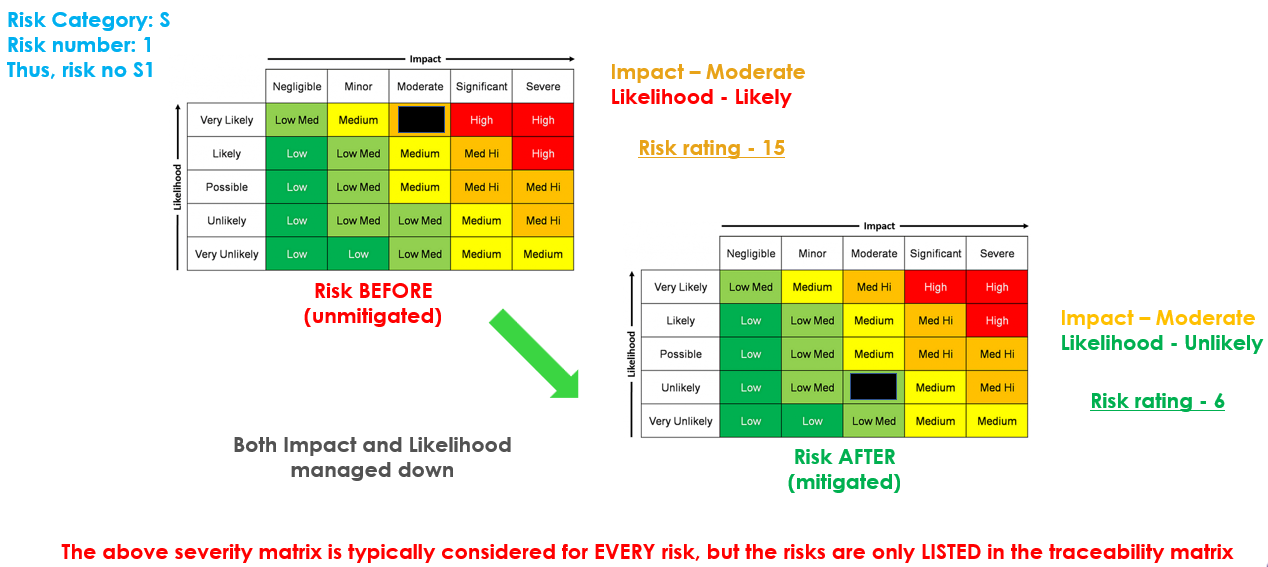 Risk Category: S
Risk number: 1
Thus, risk no S1
Impact
Negligible Minor Moderate Significant Severe
Likelihood
Very Likely Low Med Medium High High
Likely Low Low Med Medium Med Hi High
Possible Low Low Med Medium Med Hi Med Hi
Unlikely Low Low Med Low Med Medium Med Hi
Very Unlikely Low Low Low Med Medium Medium
Risk BEFORE
(unmitigated)
Impact – Moderate
Likelihood - Likely
Risk rating - 15
Impact
Negligible Minor Moderate Significant Severe
Likelihood
Very Likely Low Med Medium Med Hi High High
Likely Low Low Med Medium Med Hi High
Possible Low Low Med Medium Med Hi Med Hi
Unlikely Low Low Med Medium Med Hi
Very Unlikely Low Low Low Med Medium Medium
Risk AFTER
(mitigated)
Impact – Moderate
Likelihood - Unlikely
Risk rating - 6
Both Impact and Likelihood
managed down
The above severity matrix is typically considered for EVERY risk, but the risks are only LISTED in the traceability matrix